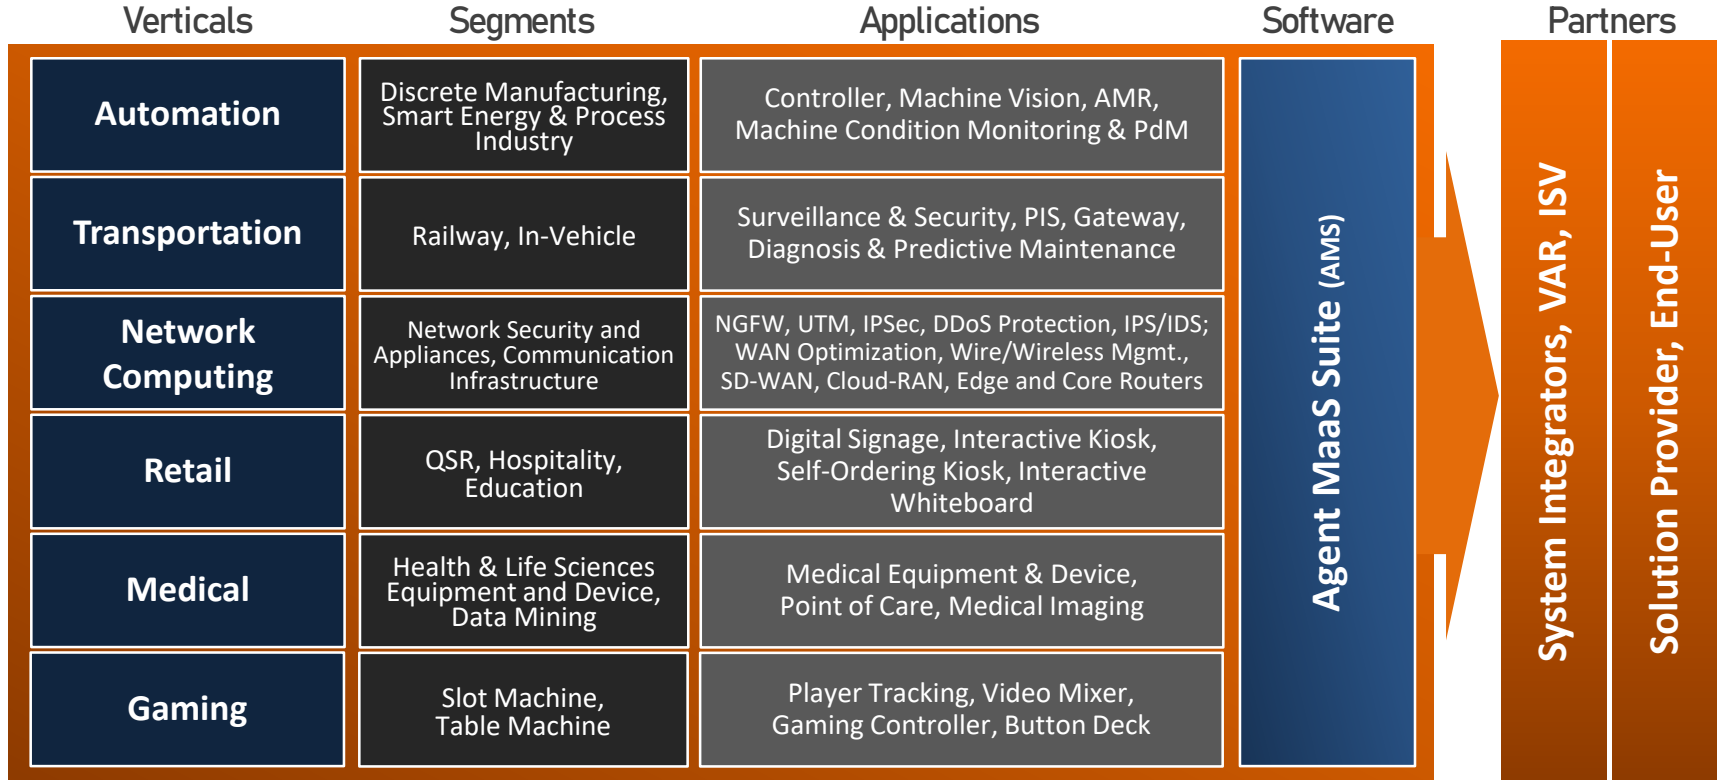 Verticals
Segments
Applications
Software
Partners
Automation
Discrete Manufacturing,
Smart Energy & Process
Industry
Controller, Machine Vision, AMR,
Machine Condition Monitoring & PdM
Transportation
Railway, In-Vehicle
Surveillance & Security, PIS, Gateway,
Diagnosis & Predictive Maintenance
Network
Computing
Network Security and
Appliances, Communication
Infrastructure
NGFW, UTM, IPSec, DDoS Protection, IPS/IDS;
WAN Optimization, Wire/Wireless Mgmt.,
SD-WAN, Cloud-RAN, Edge and Core Routers
Retail
QSR, Hospitality,
Education
Digital Signage, Interactive Kiosk,
Self-Ordering Kiosk, Interactive
Whiteboard
Medical
Health & Life Sciences
Equipment and Device,
Data Mining
Medical Equipment & Device,
Point of Care, Medical Imaging
Gaming
Slot Machine,
Table Machine
Player Tracking, Video Mixer,
Gaming Controller, Button Deck
Agent MaaS Suite (AMS)
System Integrators, VAR, ISV
Solution Provider, End-User